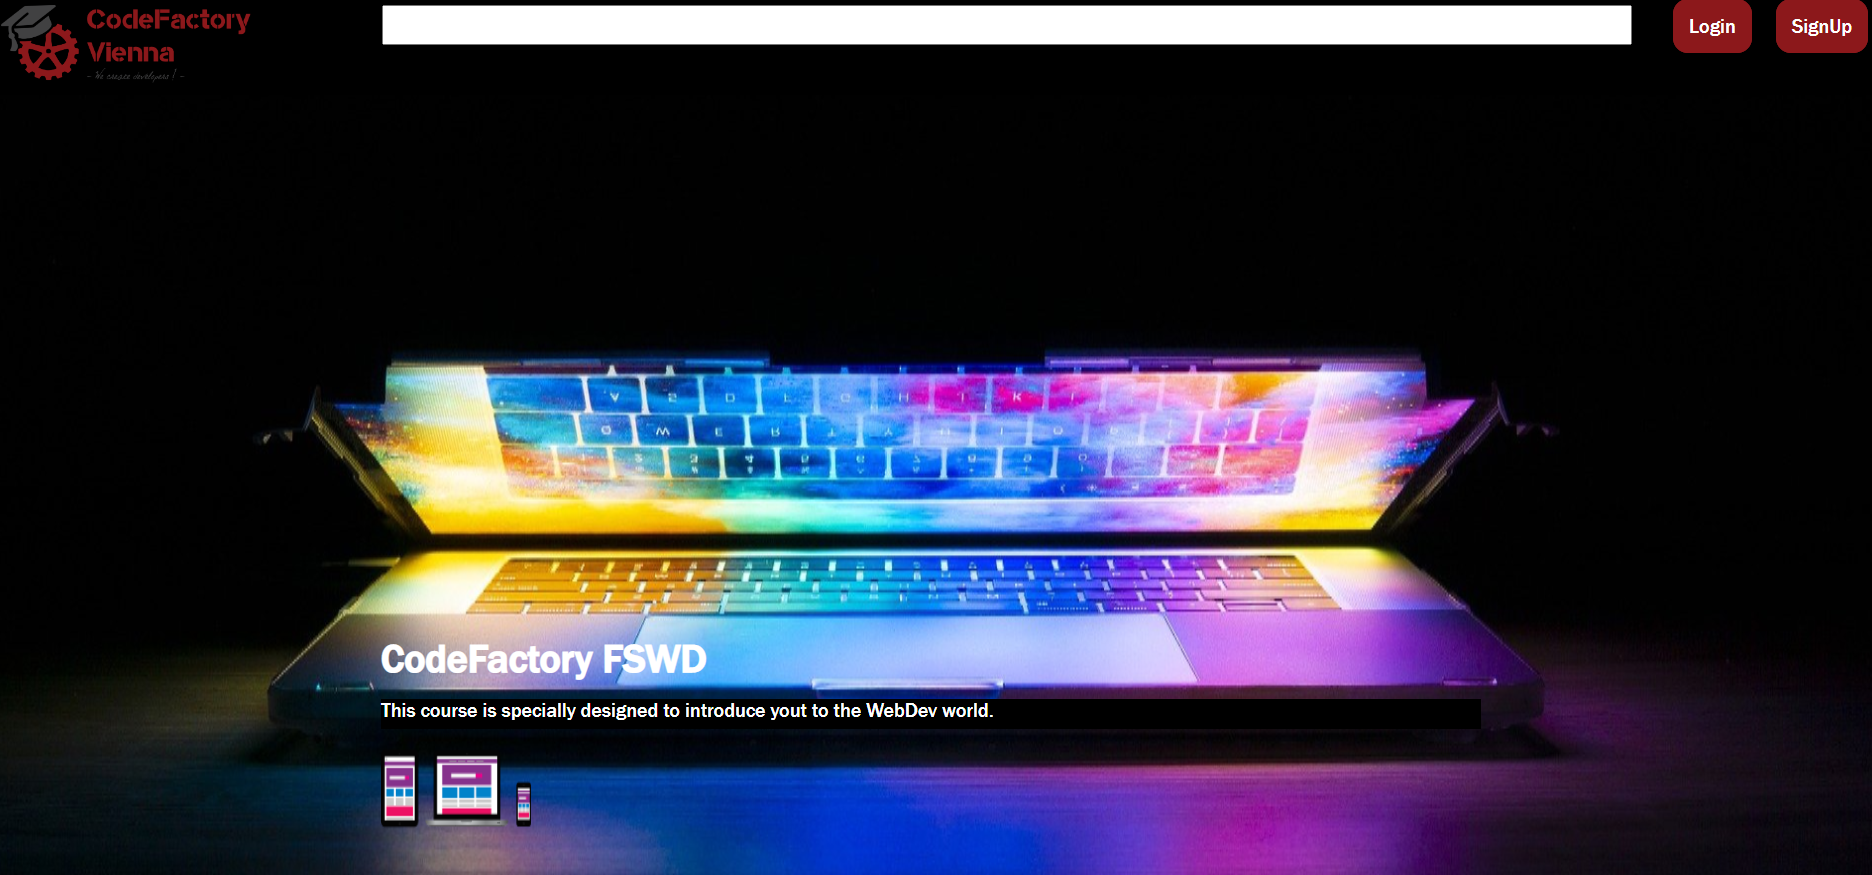 CodeFactory
Vienna
- We create developers! -
Login
SignUp
CodeFactory FSWD
This course is specially designed to introduce yout to the WebDev world.